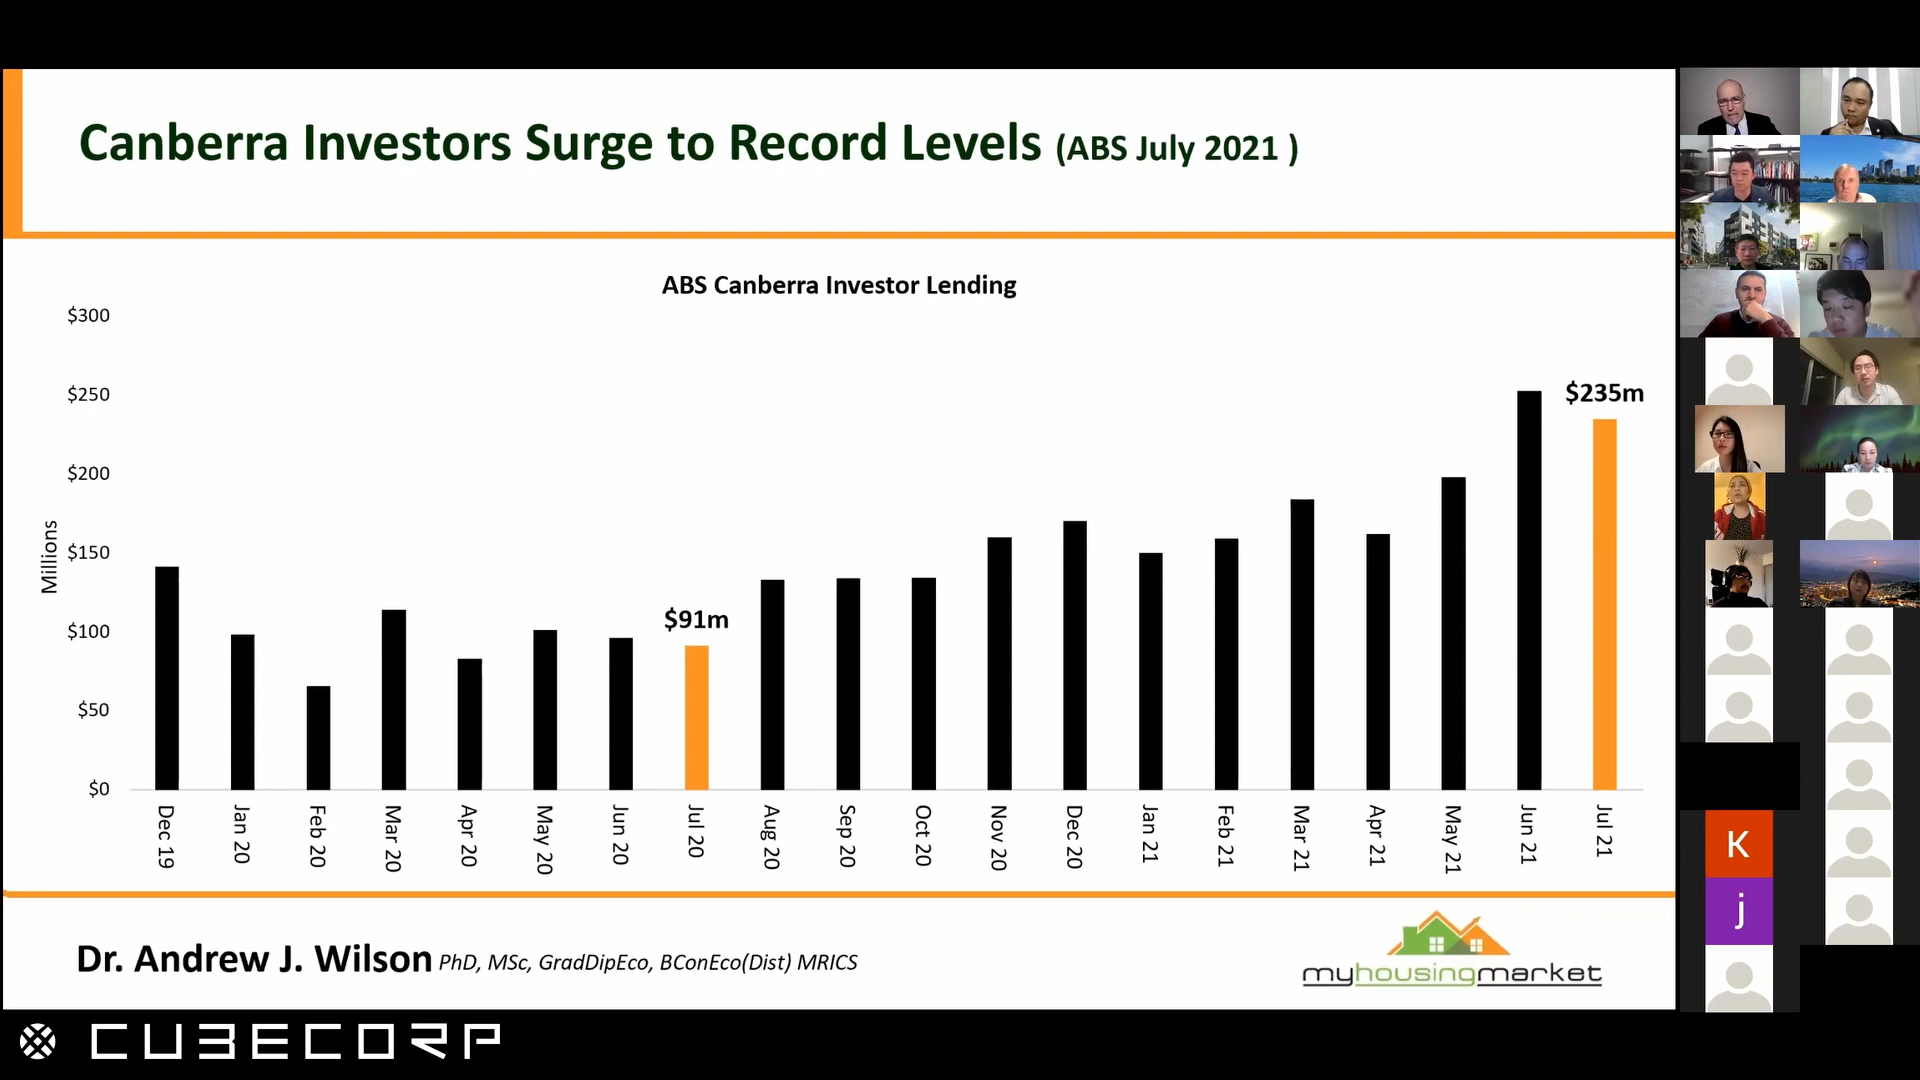 Canberra Investors Surge to Record Levels (ABS July 2021 )
ABS Canberra Investor Lending
Millions
$300
$250
$200
$150
$100
$50
$0
$91m
$235m
Dec 19
Jan 20
Feb 20
Mar 20
Apr 20
May 20
Jun 20
Jul 20
Aug 20
Sep 20
Oct 20
Nov 20
Dec 20
Jan 21
Feb 21
Mar 21
Apr 21
May 21
Jun 21
Jul 21
Dr. Andrew J. Wilson PhD, MSc, GradDipEco, BConEco(Dist) MRICS
myhousingmarket
K
j
CUBECORP